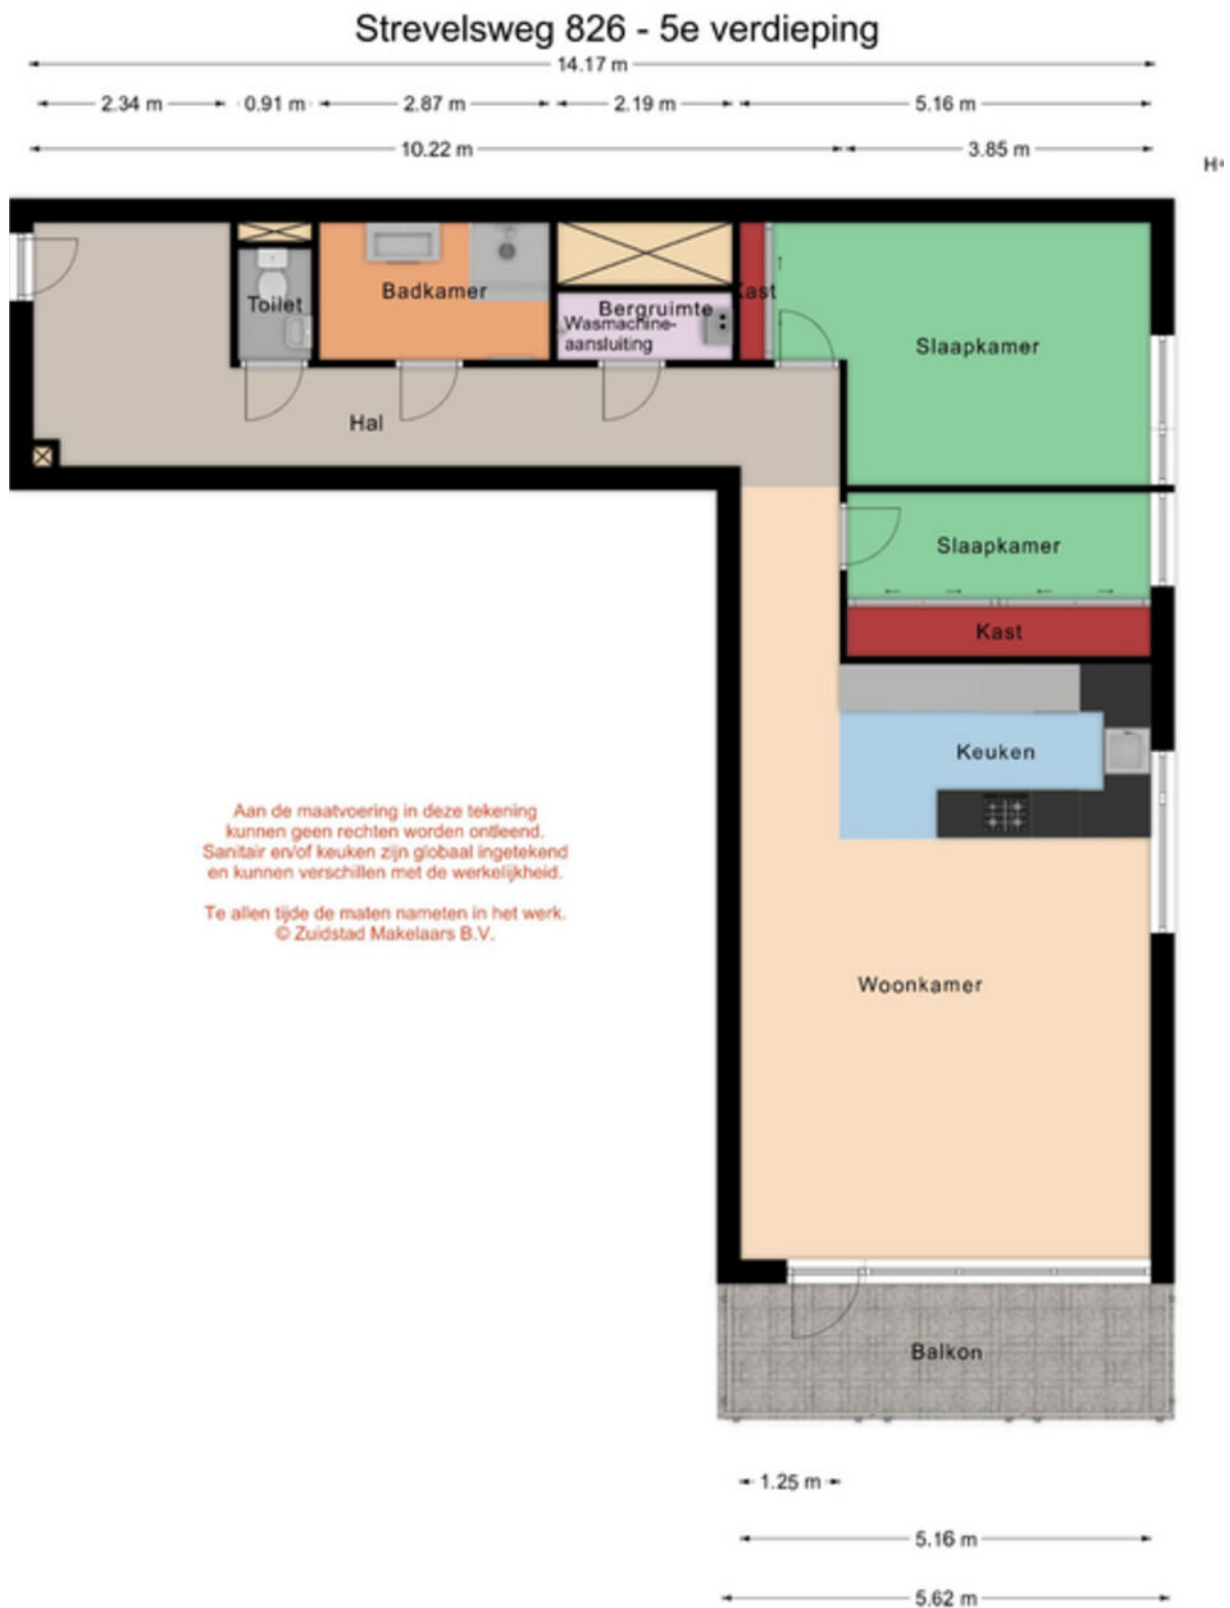 Strevelsweg 826 - 5e verdieping
14.17 m
2.34 m 0.91 m 2.87 m 2.19 m 5.16 m
10.22 m 3.85 m
H
Toilet
Badkamer
Bergruimte
Wasmachine-
aansluiting
Kast
Slaapkamer
Hal
Slaapkamer
Kast
Keuken
Aan de maatvoering in deze tekening
kunnen geen rechten worden ontleend.
Sanitair en/of keuken zijn globaal ingetekend
en kunnen verschillen met de werkelijkheid.
Te allen tijde de maten nameten in het werk.
© Zuidstad Makelaars B.V.
Woonkamer
Balkon
1.25 m
5.16 m
5.62 m